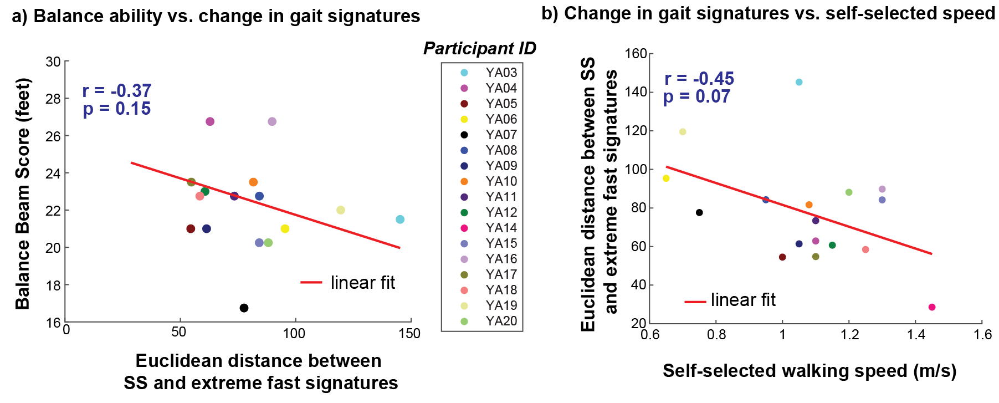 a) Balance ability vs. change in gait signatures
30
28
26
24
22
20
18
16
0
50
100
150
r = -0.37
p = 0.15
linear fit
Balance Beam Score (feet)
Euclidean distance between
SS and extreme fast signatures
Participant ID
YA03
YA04
YA05
YA06
YA07
YA08
YA09
YA10
YA11
YA12
YA14
YA15
YA16
YA17
YA18
YA19
YA20
b) Change in gait signatures vs. self-selected speed
160
140
120
100
80
60
40
20
0.6
0.8
1
1.2
1.4
1.6
r = -0.45
p = 0.07
linear fit
Euclidean distance between SS
and extreme fast signatures
Self-selected walking speed (m/s)